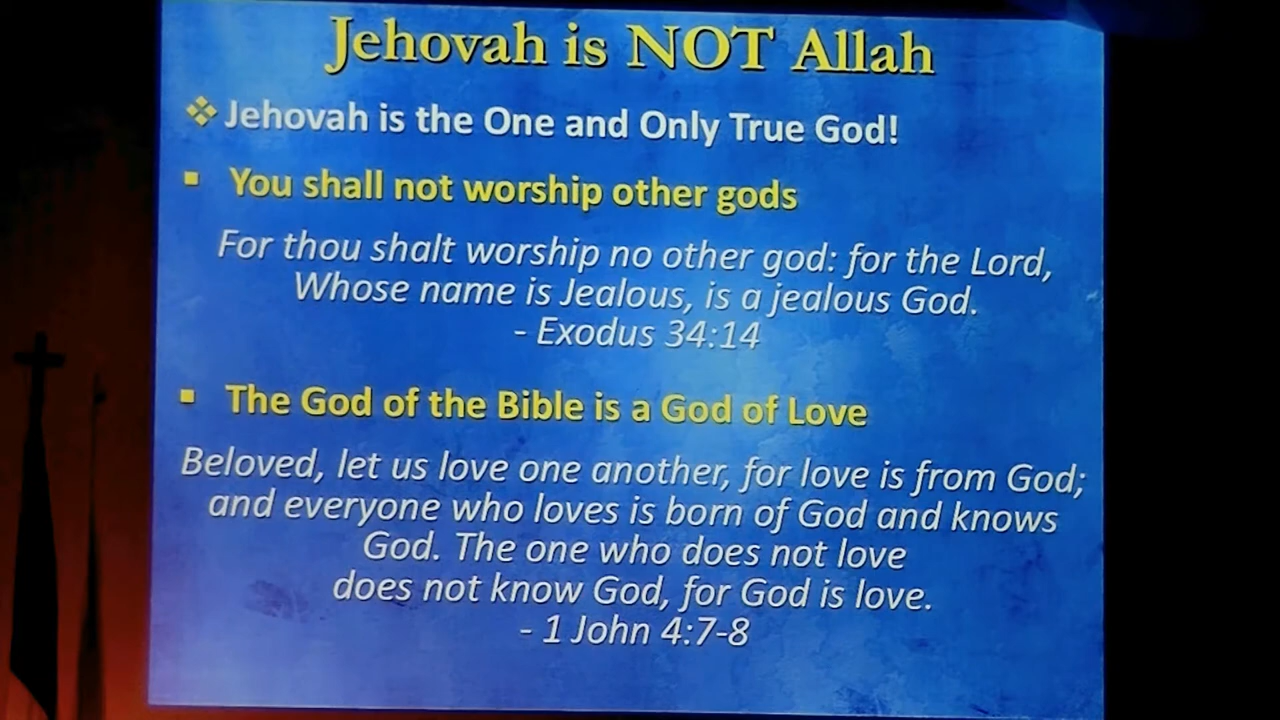 Jehovah is NOT Allah
❖ Jehovah is the One and Only True God!
▪ You shall not worship other gods
For thou shalt worship no other god: for the Lord,
Whose name is Jealous, is a jealous God.
- Exodus 34:14
▪ The God of the Bible is a God of Love
Beloved, let us love one another, for love is from God;
and everyone who loves is born of God and knows
God. The one who does not love
does not know God, for God is love.
- 1 John 4:7-8